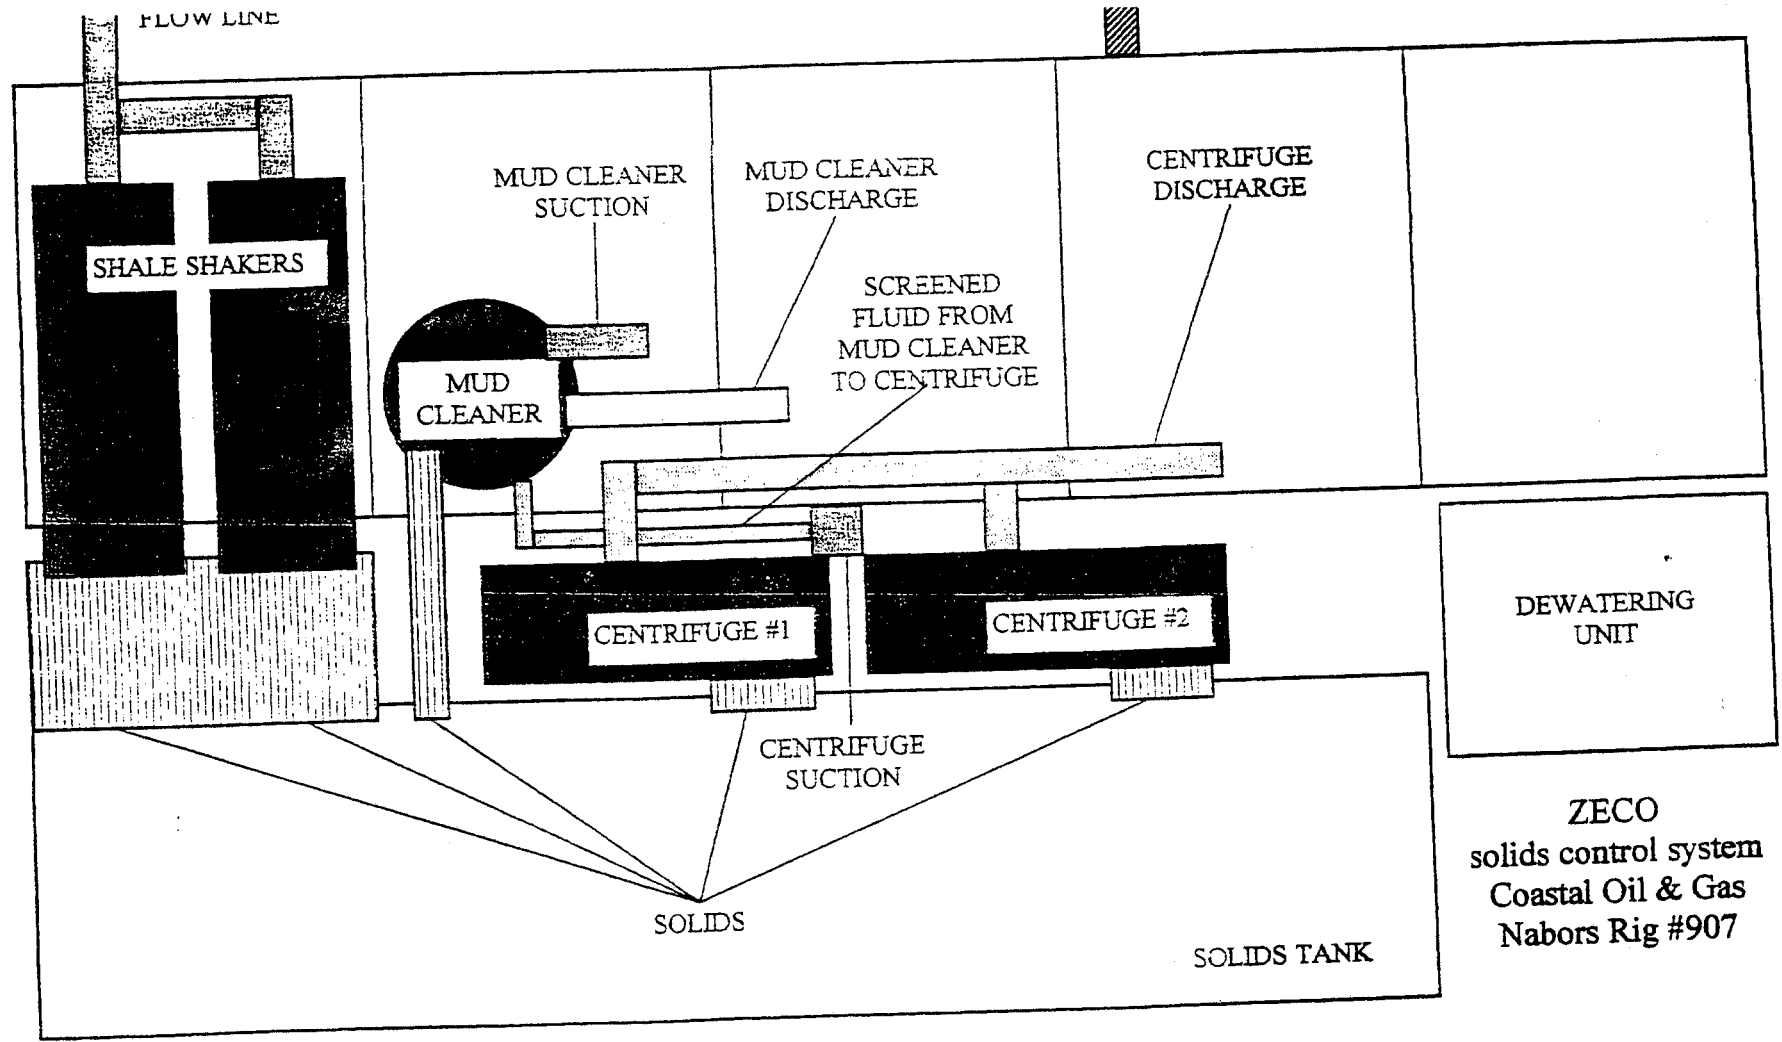 FLOW LINE
MUD CLEANER
SUCTION
MUD CLEANER
DISCHARGE
CENTRIFUGE
DISCHARGE
SHALE SHAKERS
SCREENED
FLUID FROM
MUD CLEANER
TO CENTRIFUGE
MUD
CLEANER
CENTRIFUGE #1
CENTRIFUGE #2
DEWATERING
UNIT
CENTRIFUGE
SUCTION
SOLIDS
SOLIDS TANK
ZECO
solids control system
Coastal Oil & Gas
Nabors Rig #907